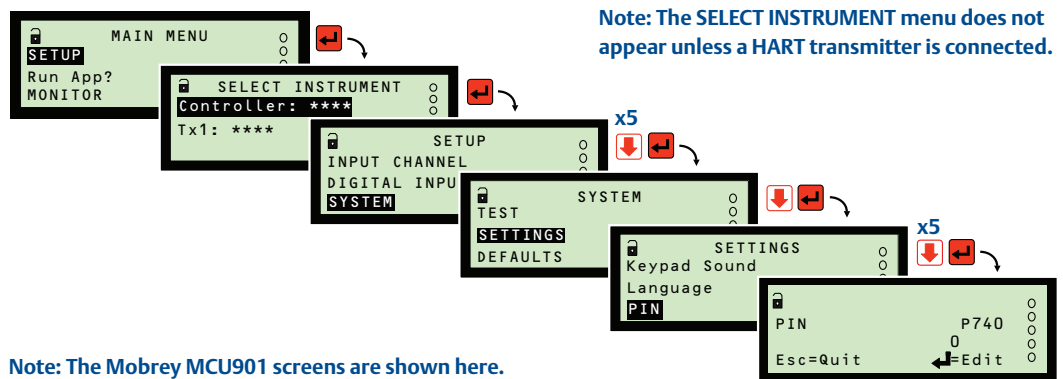 Note: The SELECT INSTRUMENT menu does not
appear unless a HART transmitter is connected.
MAIN MENU
SETUP
Run App?
MONITOR
SELECT INSTRUMENT
Controller: ****
Tx1: ****
x5
SETUP
INPUT CHANNEL
DIGITAL INPU
SYSTEM
SYSTEM
TEST
SETTINGS
DEFAULTS
x5
SETTINGS
Keypad Sound
Language
PIN
PIN P740
0
Esc=Quit =Edit
Note: The Mobrey MCU901 screens are shown here.